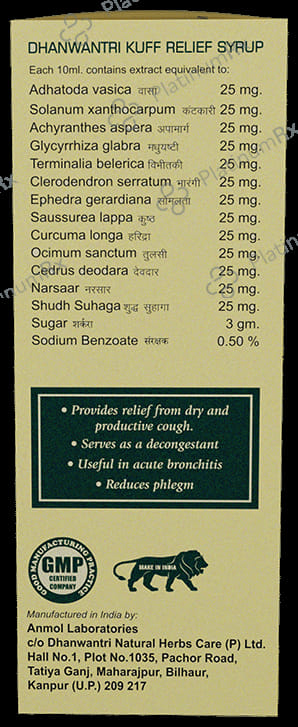 DHANWANTRI KUFF RELIEF SYRUP
Each 10ml. contains extract equivalent to:
Adhatoda vasica वासा 25 mg.
Solanum xanthocarpum कंटकारी 25 mg.
Achyranthes aspera अपामार्ग 25 mg.
Glycyrrhiza glabra मधुयष्टी 25 mg.
Terminalia belerica विभीतकी 25 mg.
Clerodendron serratum भारंगी 25 mg.
Ephedra gerardiana सोमलता 25 mg.
Saussurea lappa कुष्ठ 25 mg.
Curcuma longa हरिद्रा 25 mg.
Ocimum sanctum तुलसी 25 mg.
Cedrus deodara देवदार 25 mg.
Narsaar नरसार 25 mg.
Shudh Suhaga शुद्ध सुहागा 25 mg.
Sugar शर्करा 3 gm.
Sodium Benzoate संरक्षक 0.50 %
• Provides relief from dry and
productive cough.
• Serves as a decongestant
• Useful in acute bronchitis
• Reduces phlegm
GOOD MANUFACTURING PRACTICE
GMP
CERTIFIED
COMPANY
MAKE IN INDIA
Manufactured in India by:
Anmol Laboratories
c/o Dhanwantri Natural Herbs Care (P) Ltd.
Hall No.1, Plot No.1035, Pachor Road,
Tatiya Ganj, Maharajpur, Bilhaur,
Kanpur (U.P.) 209 217
PlatinumRx